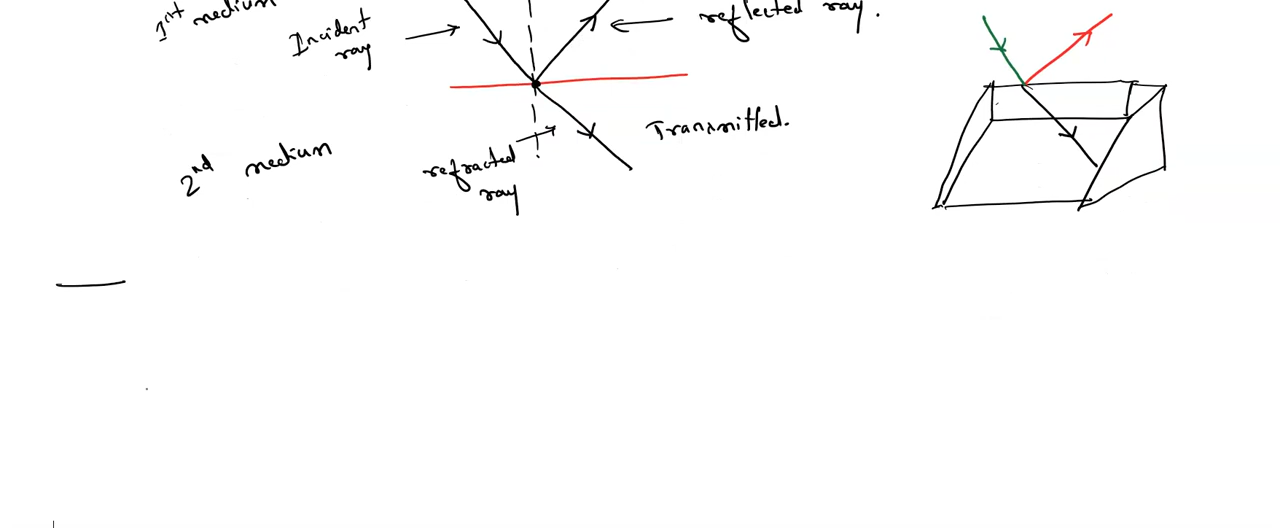 1st medium
Incident
ray
reflected ray.
2nd medium
refracted
ray
Transmitted.